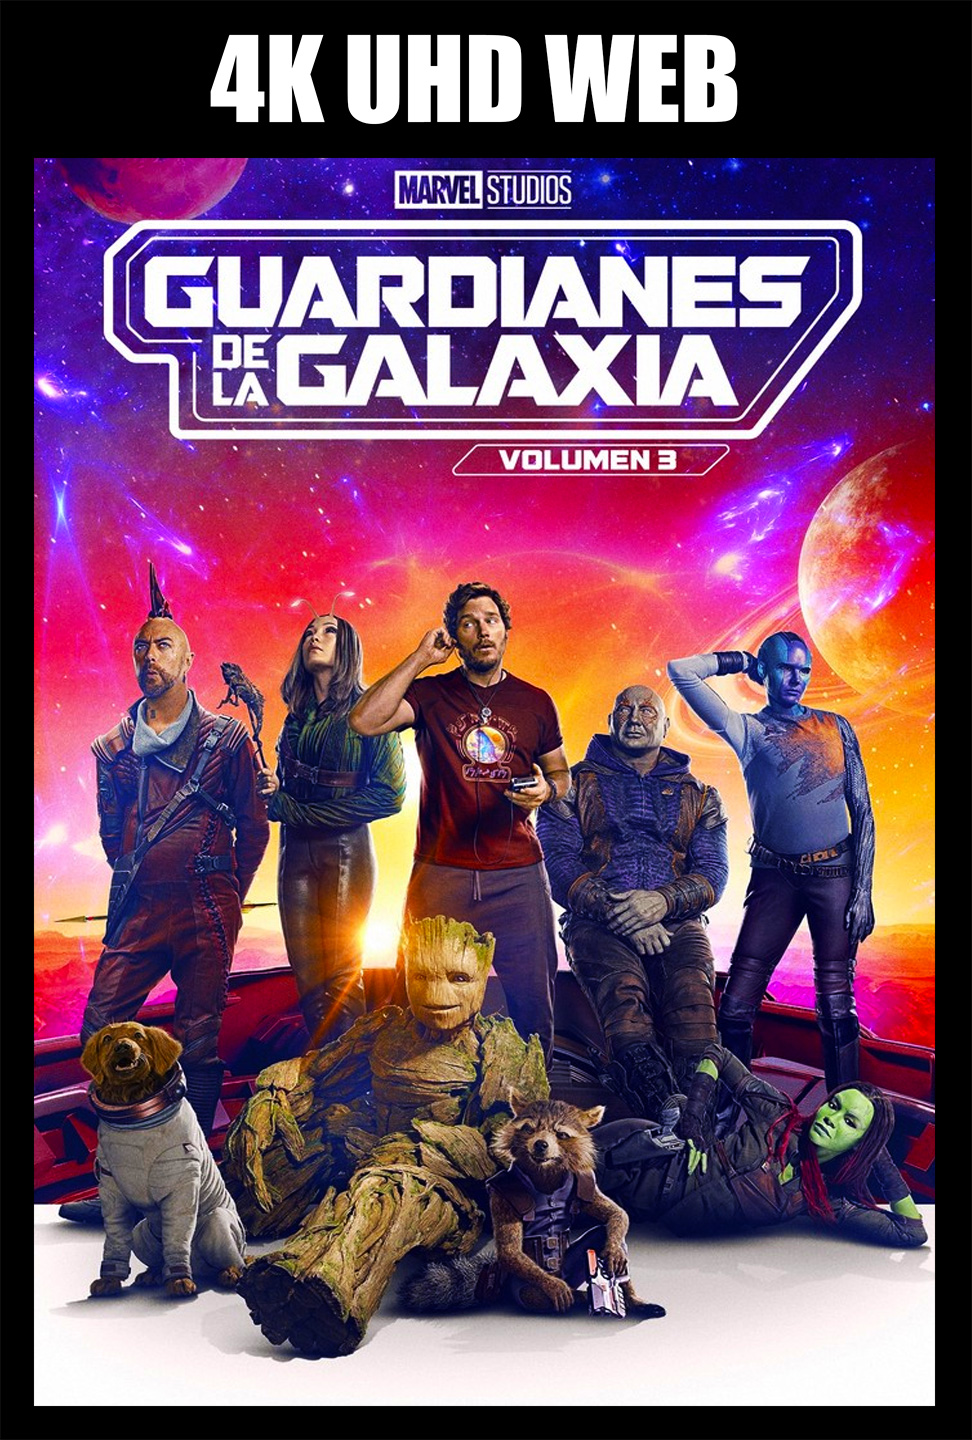 4K UHD WEB
MARVEL STUDIOS
GUARDIANES
DE LA GALAXIA
VOLUMEN 3